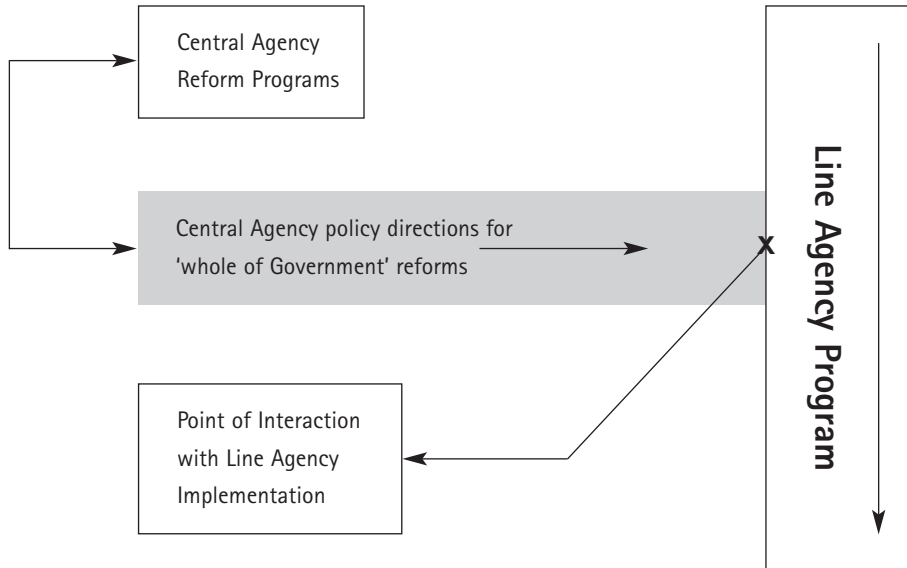 Central Agency
Reform Programs
Central Agency policy directions for
'whole of Government' reforms
X
Point of Interaction
with Line Agency
Implementation
Line Agency Program